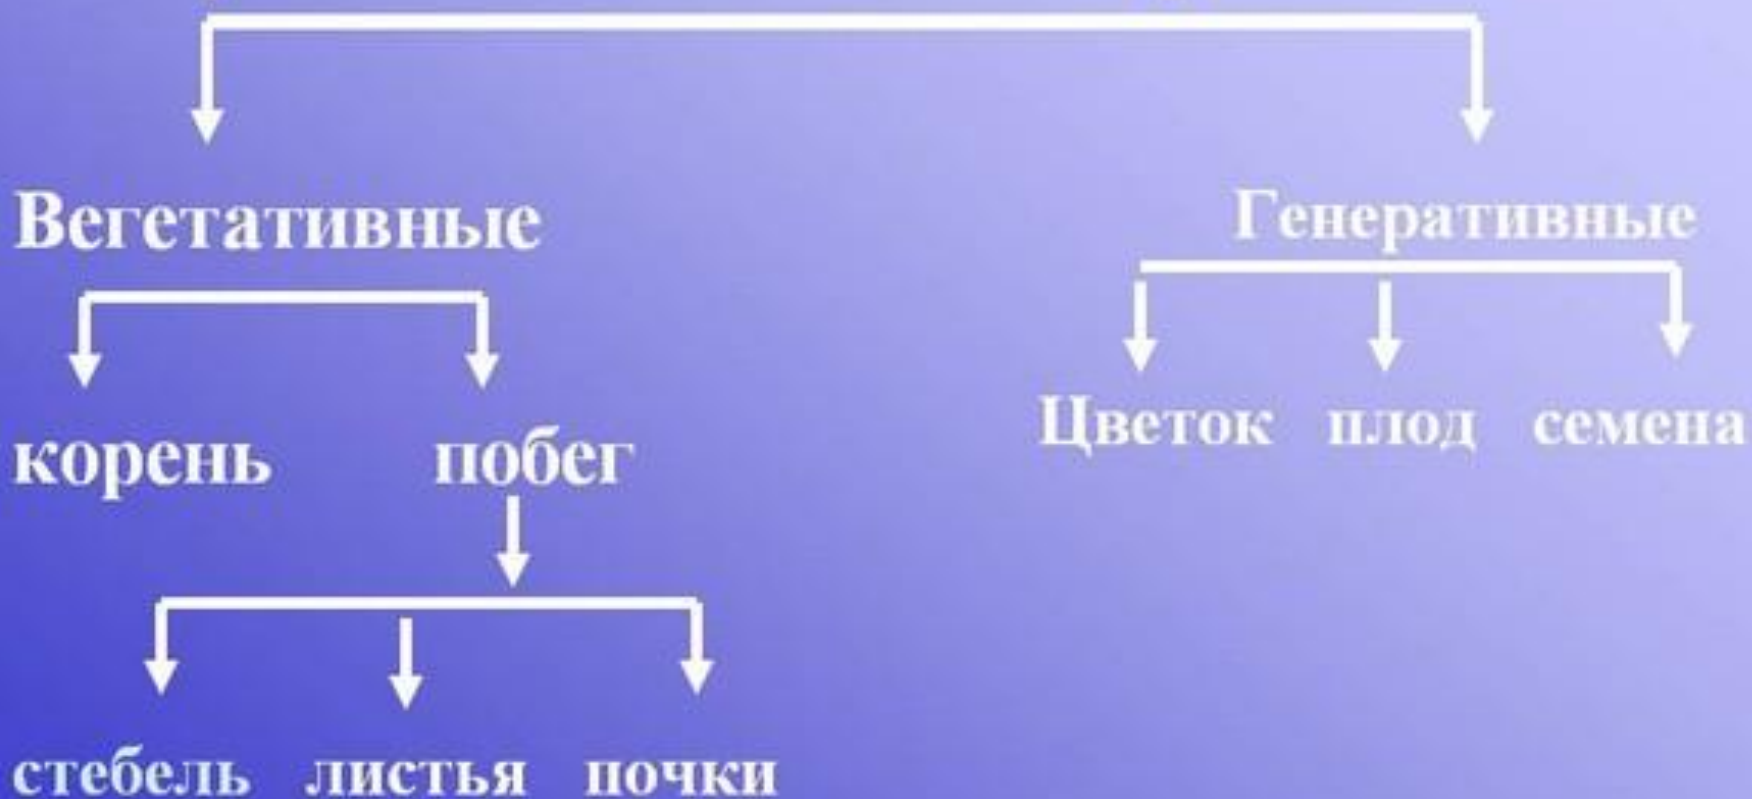 Вегетативные Генеративные
корень побег Цветок плод семена
стебель листья почки